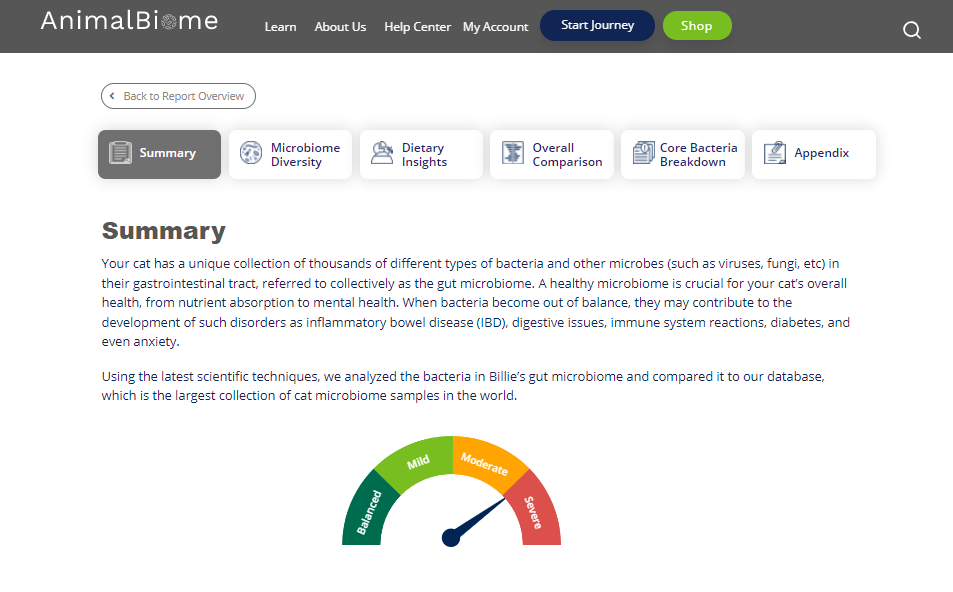 AnimalBiome
Learn
About Us
Help Center
My Account
Start Journey
Shop
Back to Report Overview
Summary
Microbiome
Diversity
Dietary
Insights
Overall
Comparison
Core Bacteria
Breakdown
Appendix
Summary
Your cat has a unique collection of thousands of different types of bacteria and other microbes (such as viruses, fungi, etc) in
their gastrointestinal tract, referred to collectively as the gut microbiome. A healthy microbiome is crucial for your cat's overall
health, from nutrient absorption to mental health. When bacteria become out of balance, they may contribute to the
development of such disorders as inflammatory bowel disease (IBD), digestive issues, immune system reactions, diabetes, and
even anxiety.
Using the latest scientific techniques, we analyzed the bacteria in Billie's gut microbiome and compared it to our database,
which is the largest collection of cat microbiome samples in the world.
Balanced
Mild
Moderate
Severe